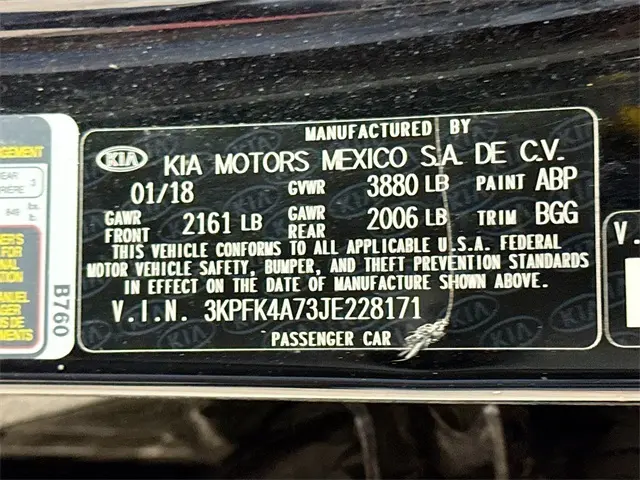 MANUFACTURED BY
KIA KIA MOTORS MEXICO S.A. DE C.V.
01/18 GVWR 3880 LB PAINT ABP
GAWR FRONT 2161 LB GAWR REAR 2006 LB TRIM BGG
THIS VEHICLE CONFORMS TO ALL APPLICABLE U.S.A. FEDERAL
MOTOR VEHICLE SAFETY, BUMPER, AND THEFT PREVENTION STANDARDS
IN EFFECT ON THE DATE OF MANUFACTURE SHOWN ABOVE.
V.I.N. 3KPFK4A73JE228171
PASSENGER CAR
B760